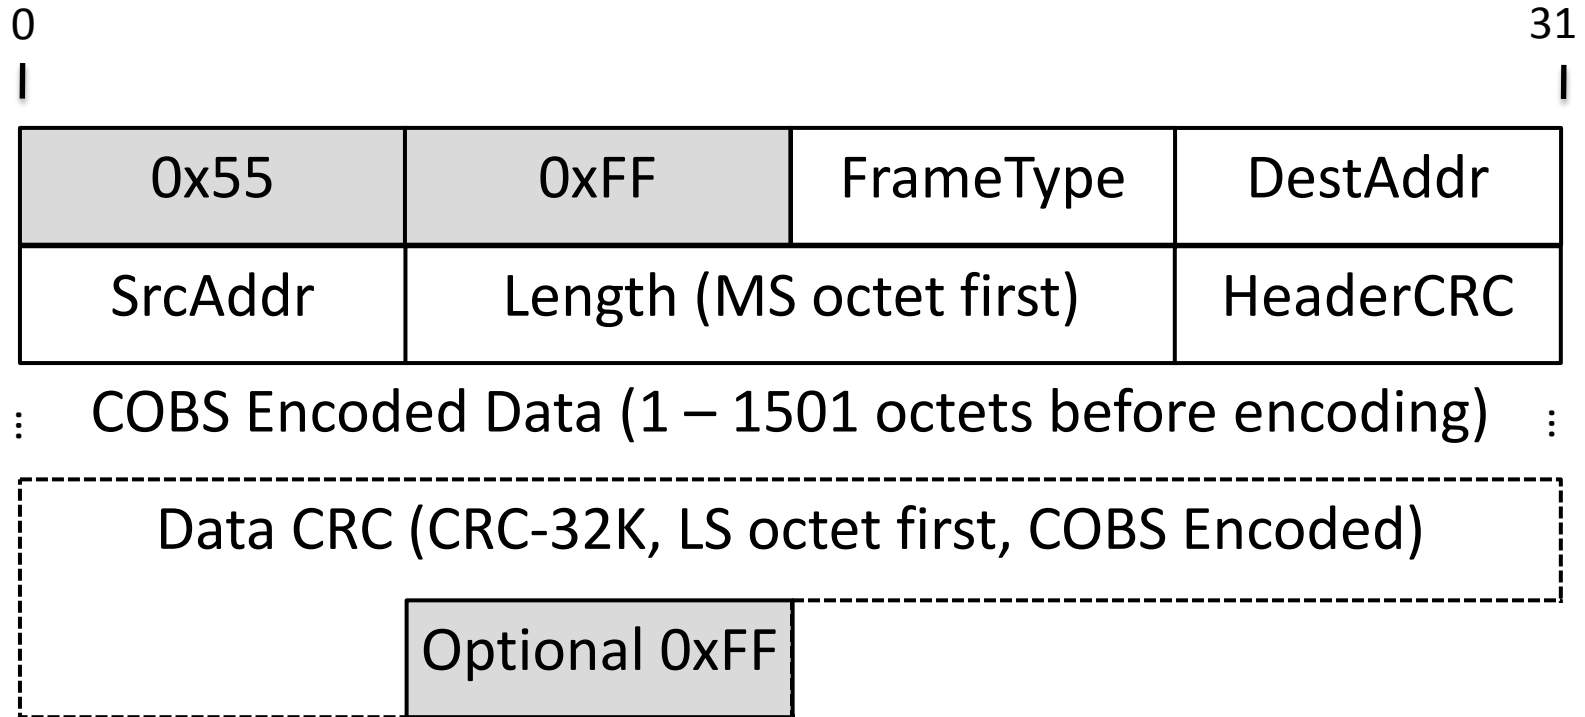 0 31
0x55 0xFF FrameType DestAddr
SrcAddr Length (MS octet first) HeaderCRC
COBS Encoded Data (1 – 1501 octets before encoding)
Data CRC (CRC-32K, LS octet first, COBS Encoded)
Optional 0xFF